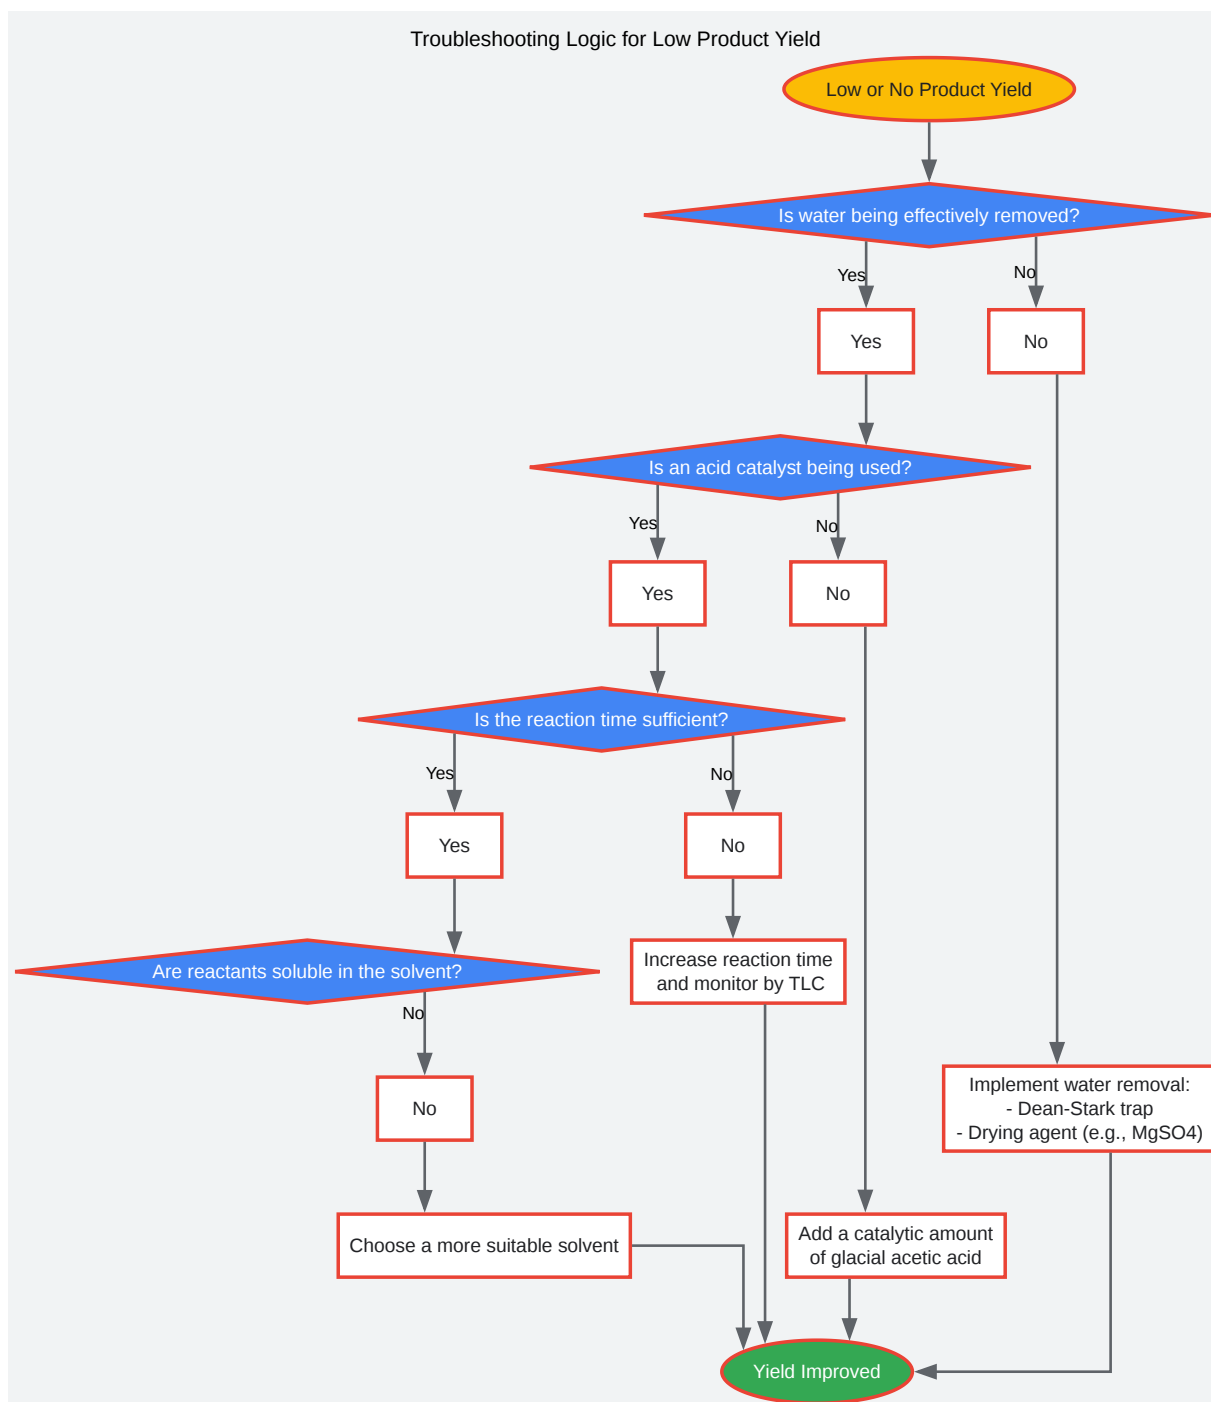 Troubleshooting Logic for Low Product Yield
Low or No Product Yield
Is water being effectively removed?
Yes
No
Yes
No
Is an acid catalyst being used?
Yes
No
Yes
No
Is the reaction time sufficient?
Yes
No
Yes
No
Are reactants soluble in the solvent?
Increase reaction time
and monitor by TLC
No
No
Implement water removal:
- Dean-Stark trap
- Drying agent (e.g., MgSO4)
Choose a more suitable solvent
Add a catalytic amount
of glacial acetic acid
Yield Improved